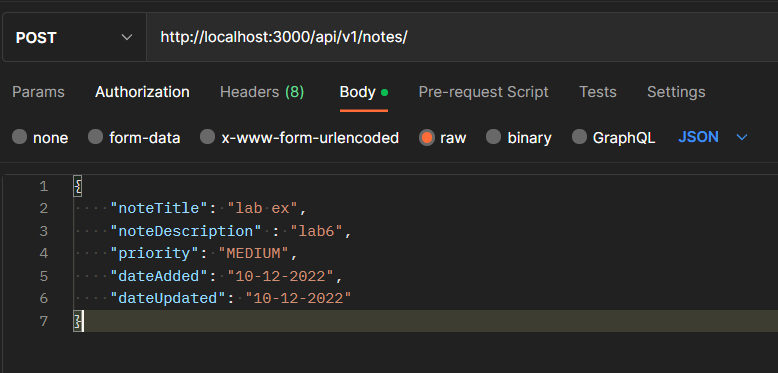 POST http://localhost:3000/api/v1/notes/
Params Authorization Headers (8) Body Pre-request Script Tests Settings
none form-data x-www-form-urlencoded raw binary GraphQL JSON
1 {
2 "noteTitle": "lab ex",
3 "noteDescription" : "lab6",
4 "priority": "MEDIUM",
5 "dateAdded": "10-12-2022",
6 "dateUpdated": "10-12-2022"
7 }